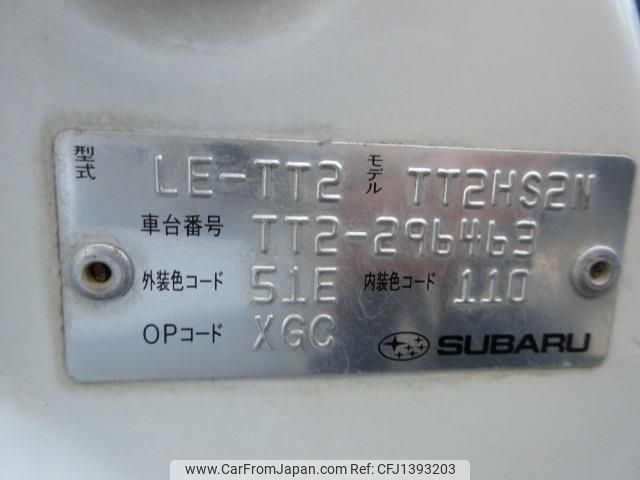 型式 LE-TT2 モデル TT2HS2N
車台番号 TT2-296463
外装色コード 51E 内装色コード 110
OPコード XGC SUBARU
www.CarFromJapan.com - CFJ1393203